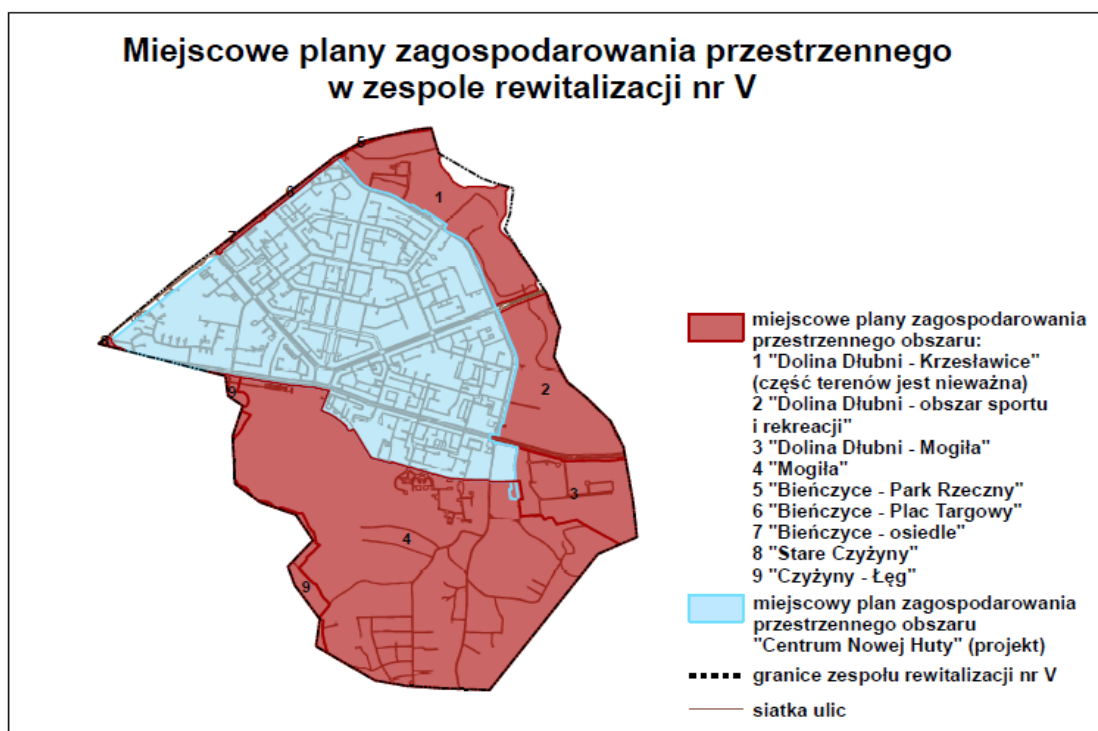 Miejscowe plany zagospodarowania przestrzennego
w zespole rewitalizacji nr V
5
6
1
7
8
2
9
3
4
9
miejscowe plany zagospodarowania
przestrzennego obszaru:
1 "Dolina Dłubni - Krzesławice"
(część terenów jest nieważna)
2 "Dolina Dłubni - obszar sportu
i rekreacji"
3 "Dolina Dłubni - Mogiła"
4 "Mogiła"
5 "Bieńczyce - Park Rzeczny"
6 "Bieńczyce - Plac Targowy"
7 "Bieńczyce - osiedle"
8 "Stare Czyżyny"
9 "Czyżyny - Łęg"
miejscowy plan zagospodarowania
przestrzennego obszaru
"Centrum Nowej Huty" (projekt)
granice zespołu rewitalizacji nr V
siatka ulic